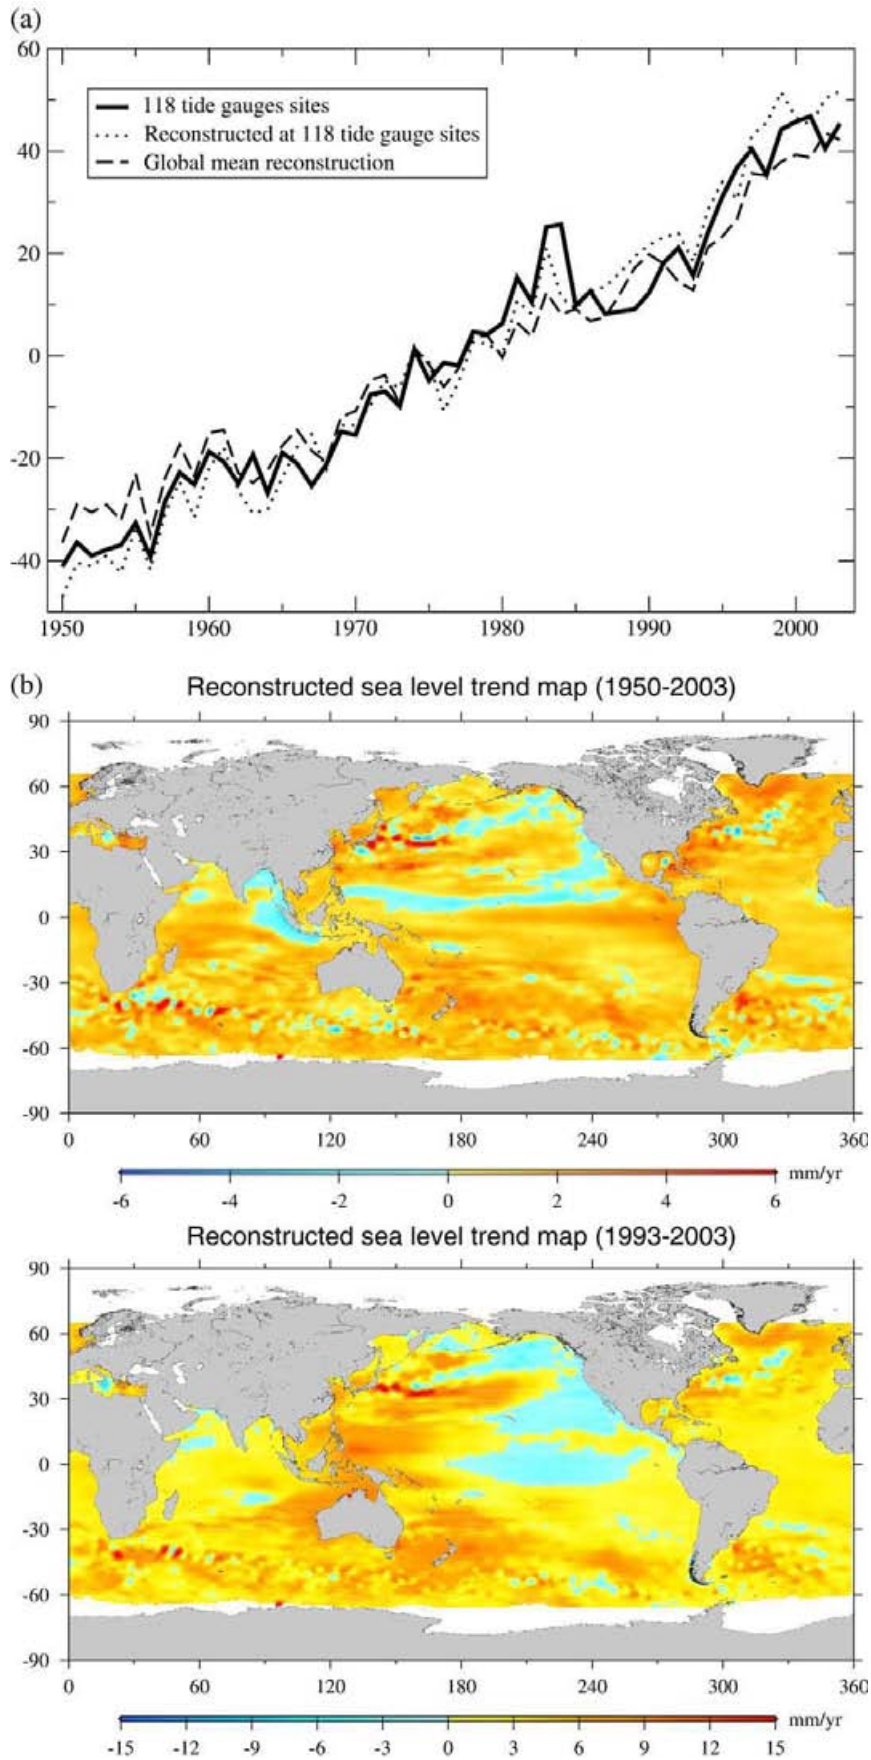 (a)
60
40
20
0
-20
-40
118 tide gauges sites
Reconstructed at 118 tide gauge sites
Global mean reconstruction
1950 1960 1970 1980 1990 2000
(b)
Reconstructed sea level trend map (1950-2003)
90
60
30
0
-30
-60
-90
0 60 120 180 240 300 360
mm/yr
-6 -4 -2 0 2 4 6
Reconstructed sea level trend map (1993-2003)
90
60
30
0
-30
-60
-90
0 60 120 180 240 300 360
mm/yr
-15 -12 -9 -6 -3 0 3 6 9 12 15